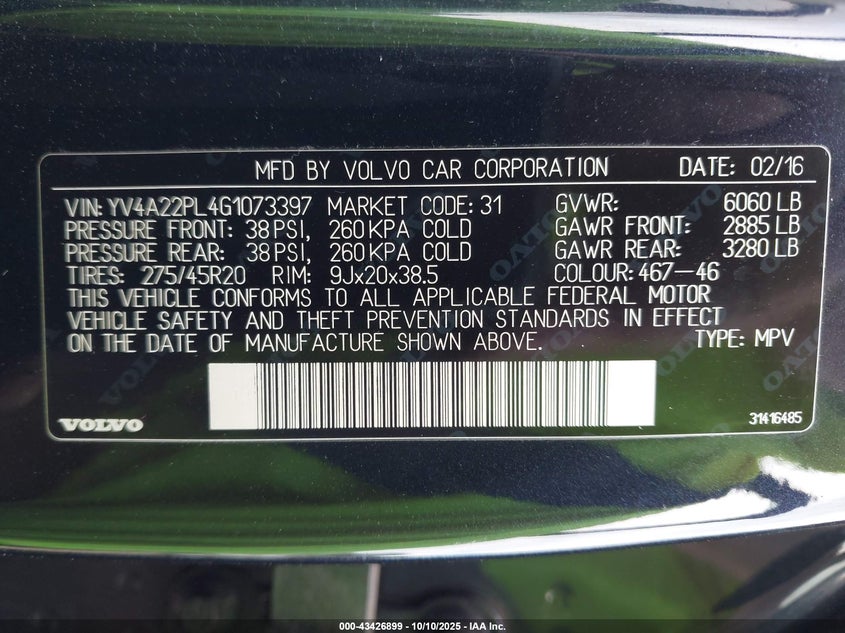 MFD BY VOLVO CAR CORPORATION DATE: 02/16
VIN: YV4A22PL4G1073397 MARKET CODE: 31 GVWR: 6060 LB
PRESSURE FRONT: 38 PSI, 260 KPA COLD GAWR FRONT: 2885 LB
PRESSURE REAR: 38 PSI, 260 KPA COLD GAWR REAR: 3280 LB
TIRES: 275/45R20 RIM: 9Jx20x38.5 COLOUR: 467-46
THIS VEHICLE CONFORMS TO ALL APPLICABLE FEDERAL MOTOR
VEHICLE SAFETY AND THEFT PREVENTION STANDARDS IN EFFECT
ON THE DATE OF MANUFACTURE SHOWN ABOVE. TYPE: MPV
VOLVO 31416485
000-43426899 - 10/10/2025 - IAA Inc.